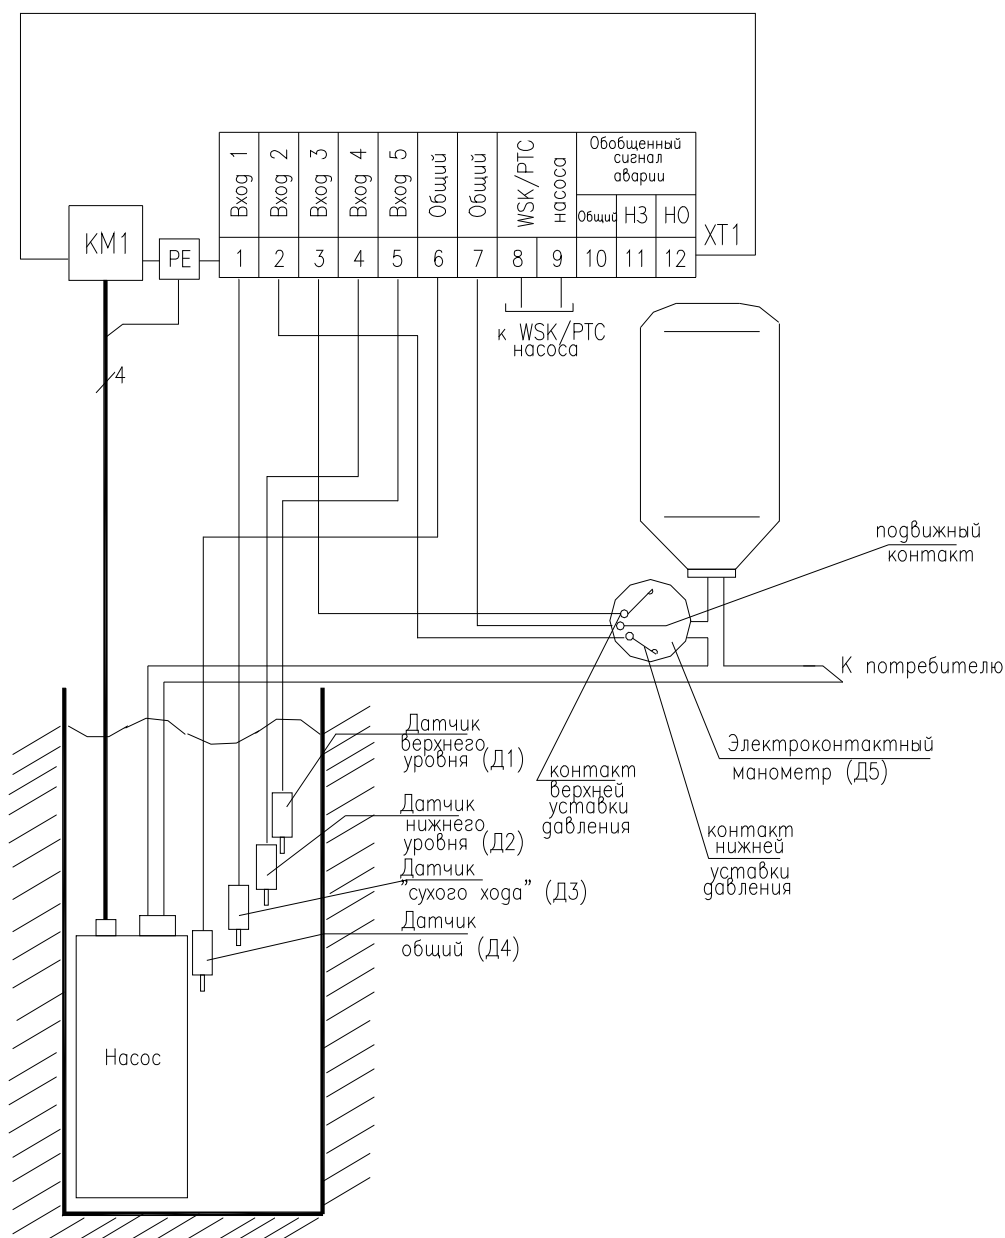 Вход 1
Вход 2
Вход 3
Вход 4
Вход 5
Общий
Общий
WSK/PTC
насоса
Обобщенный
сигнал
аварии
Общий
НЗ
НО
XT1
KM1
PE
1
2
3
4
5
6
7
8
9
10
11
12
к WSK/PTC
насоса
4
подвижный
контакт
К потребителю
Датчик
верхнего
уровня (Д1)
Электроконтактный
манометр (Д5)
контакт
верхней
уставки
давления
Датчик
нижнего
уровня (Д2)
контакт
нижней
уставки
давления
Датчик
"сухого хода" (Д3)
Датчик
общий (Д4)
Насос